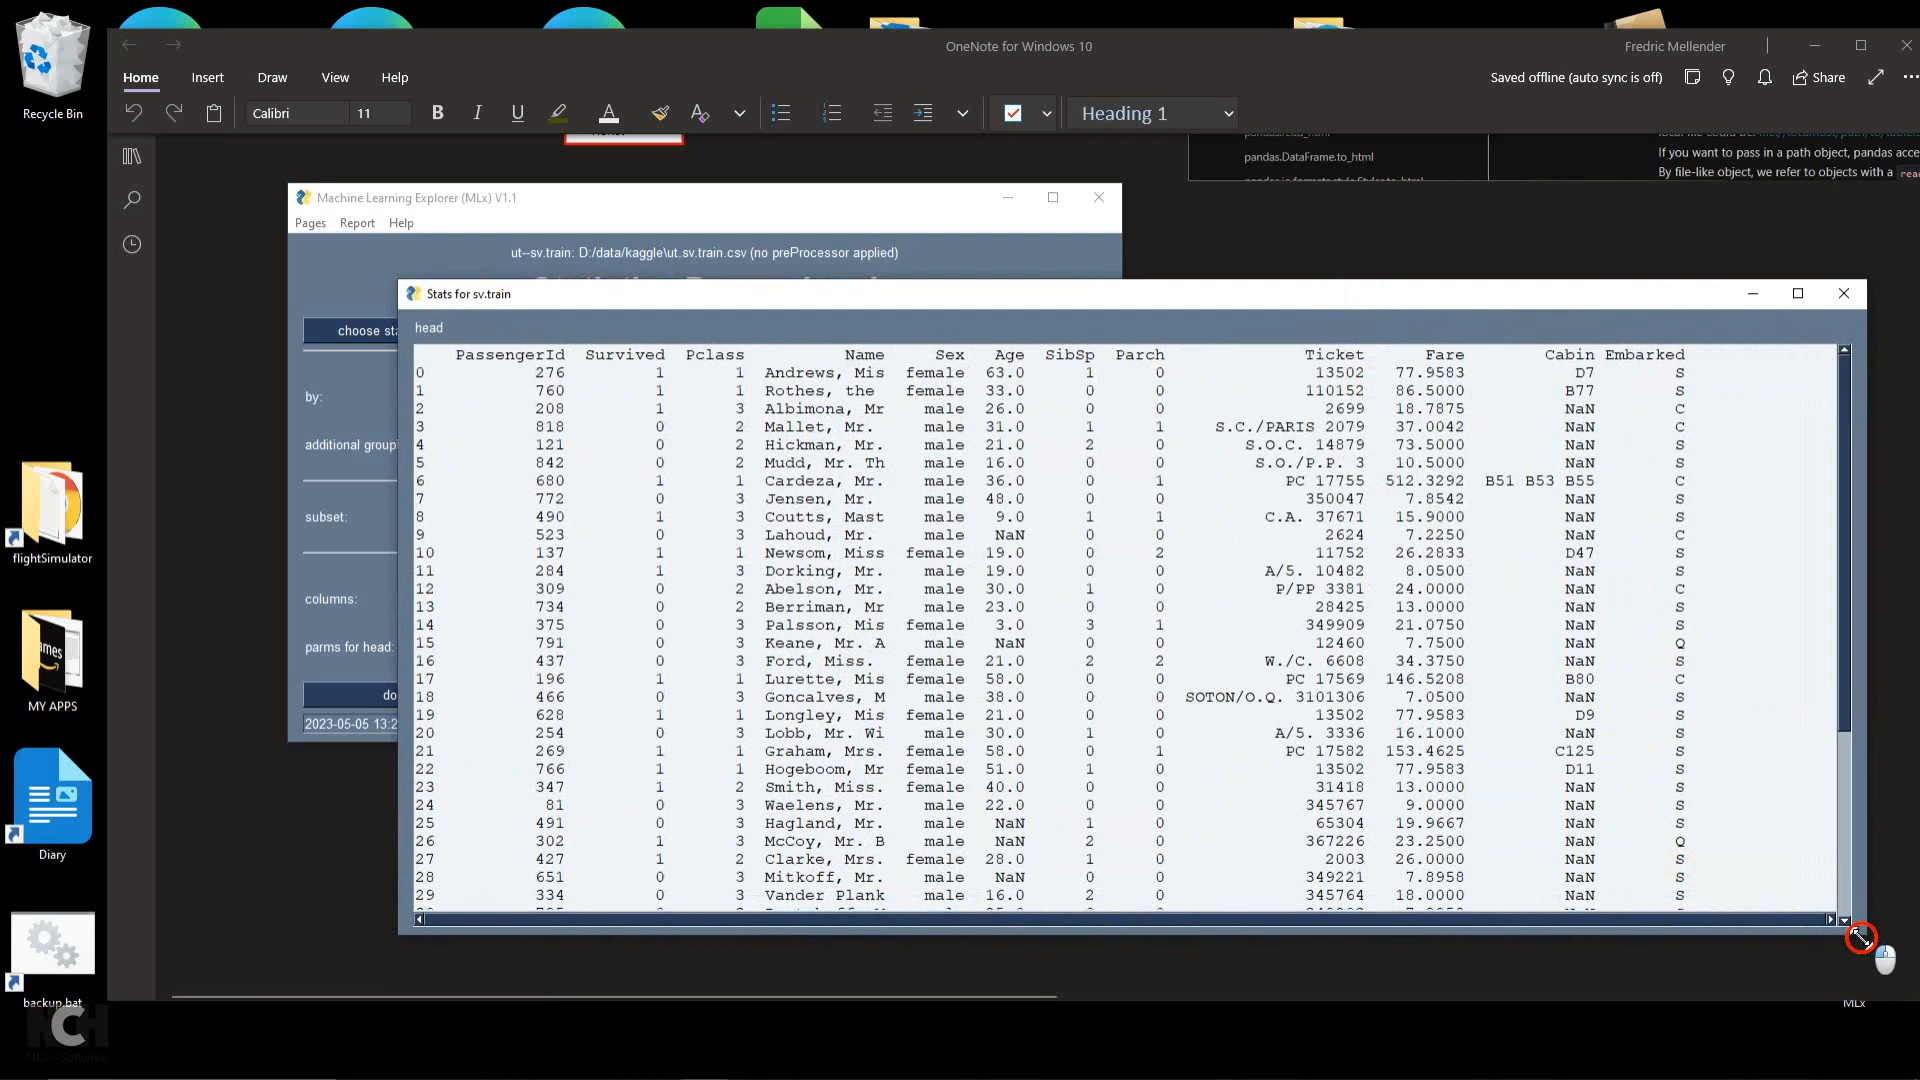 Recycle Bin
OneNote for Windows 10
Fredric Mellender
Home Insert Draw View Help
Saved offline (auto sync is off)
Share
Calibri 11 B I U A Heading 1
pandas.DataFrame.to_html
If you want to pass in a path object, pandas acce
By file-like object, we refer to objects with a
Machine Learning Explorer (MLx) V1.1
Pages Report Help
ut--sv.train: D:/data/kaggle\ut.sv.train.csv (no preProcessor applied)
choose sta
by:
additional group
subset:
columns:
parms for head:
do
2023-05-05 13:2
Stats for sv.train
head
PassengerId Survived Pclass Name Sex Age SibSp Parch Ticket Fare Cabin Embarked
0 276 1 1 Andrews, Mis female 63.0 1 0 13502 77.9583 D7 S
1 760 1 1 Rothes, the female 33.0 0 0 110152 86.5000 B77 S
2 208 1 3 Albimona, Mr male 26.0 0 0 2699 18.7875 NaN C
3 818 0 2 Mallet, Mr. male 31.0 1 1 S.C./PARIS 2079 37.0042 NaN C
4 121 0 2 Hickman, Mr. male 21.0 2 0 S.O.C. 14879 73.5000 NaN S
5 842 0 2 Mudd, Mr. Th male 16.0 0 0 S.O./P.P. 3 10.5000 NaN S
6 680 1 1 Cardeza, Mr. male 36.0 0 1 PC 17755 512.3292 B51 B53 B55 C
7 772 0 3 Jensen, Mr. male 48.0 0 0 350047 7.8542 NaN S
8 490 1 3 Coutts, Mast male 9.0 1 1 C.A. 37671 15.9000 NaN S
9 523 0 3 Lahoud, Mr. male NaN 0 0 2624 7.2250 NaN C
10 137 1 1 Newsom, Miss female 19.0 0 2 11752 26.2833 D47 S
11 284 1 3 Dorking, Mr. male 19.0 0 0 A/5. 10482 8.0500 NaN S
12 309 0 2 Abelson, Mr. male 30.0 1 0 P/PP 3381 24.0000 NaN C
13 734 0 2 Berriman, Mr male 23.0 0 0 28425 13.0000 NaN S
14 375 0 3 Palsson, Mis female 3.0 3 1 349909 21.0750 NaN S
15 791 0 3 Keane, Mr. A male NaN 0 0 12460 7.7500 NaN Q
16 437 0 3 Ford, Miss. female 21.0 2 2 W./C. 6608 34.3750 NaN S
17 196 1 1 Lurette, Mis female 58.0 0 0 PC 17569 146.5208 B80 C
18 466 0 3 Goncalves, M male 38.0 0 0 SOTON/O.Q. 3101306 7.0500 NaN S
19 628 1 1 Longley, Mis female 21.0 0 0 13502 77.9583 D9 S
20 254 0 3 Lobb, Mr. Wi male 30.0 1 0 A/5. 3336 16.1000 NaN S
21 269 1 1 Graham, Mrs. female 58.0 0 1 PC 17582 153.4625 C125 S
22 766 1 1 Hogeboom, Mr female 51.0 1 0 13502 77.9583 D11 S
23 347 1 2 Smith, Miss. female 40.0 0 0 31418 13.0000 NaN S
24 81 0 3 Waelens, Mr. male 22.0 0 0 345767 9.0000 NaN S
25 491 0 3 Hagland, Mr. male NaN 1 0 65304 19.9667 NaN S
26 302 1 3 McCoy, Mr. B male NaN 2 0 367226 23.2500 NaN Q
27 427 1 2 Clarke, Mrs. female 28.0 1 0 2003 26.0000 NaN S
28 651 0 3 Mitkoff, Mr. male NaN 0 0 349221 7.8958 NaN S
29 334 0 3 Vander Plank male 16.0 2 0 345764 18.0000 NaN S
flightSimulator
MY APPS
Diary
backup.bat
MLx